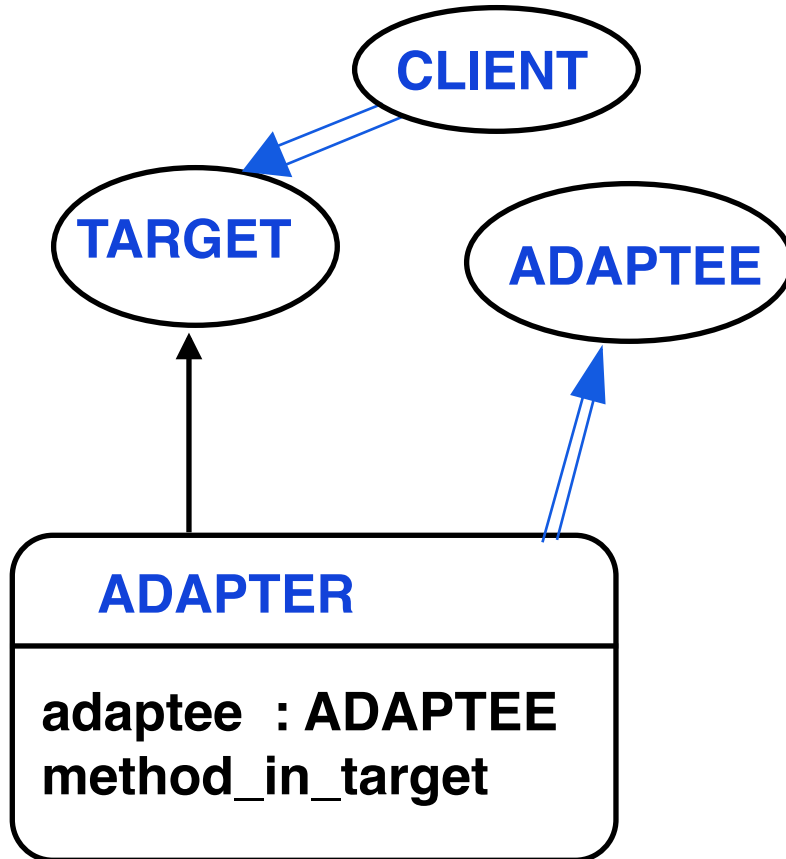 CLIENT
TARGET
ADAPTEE
ADAPTER
adaptee : ADAPTEE
method_in_target